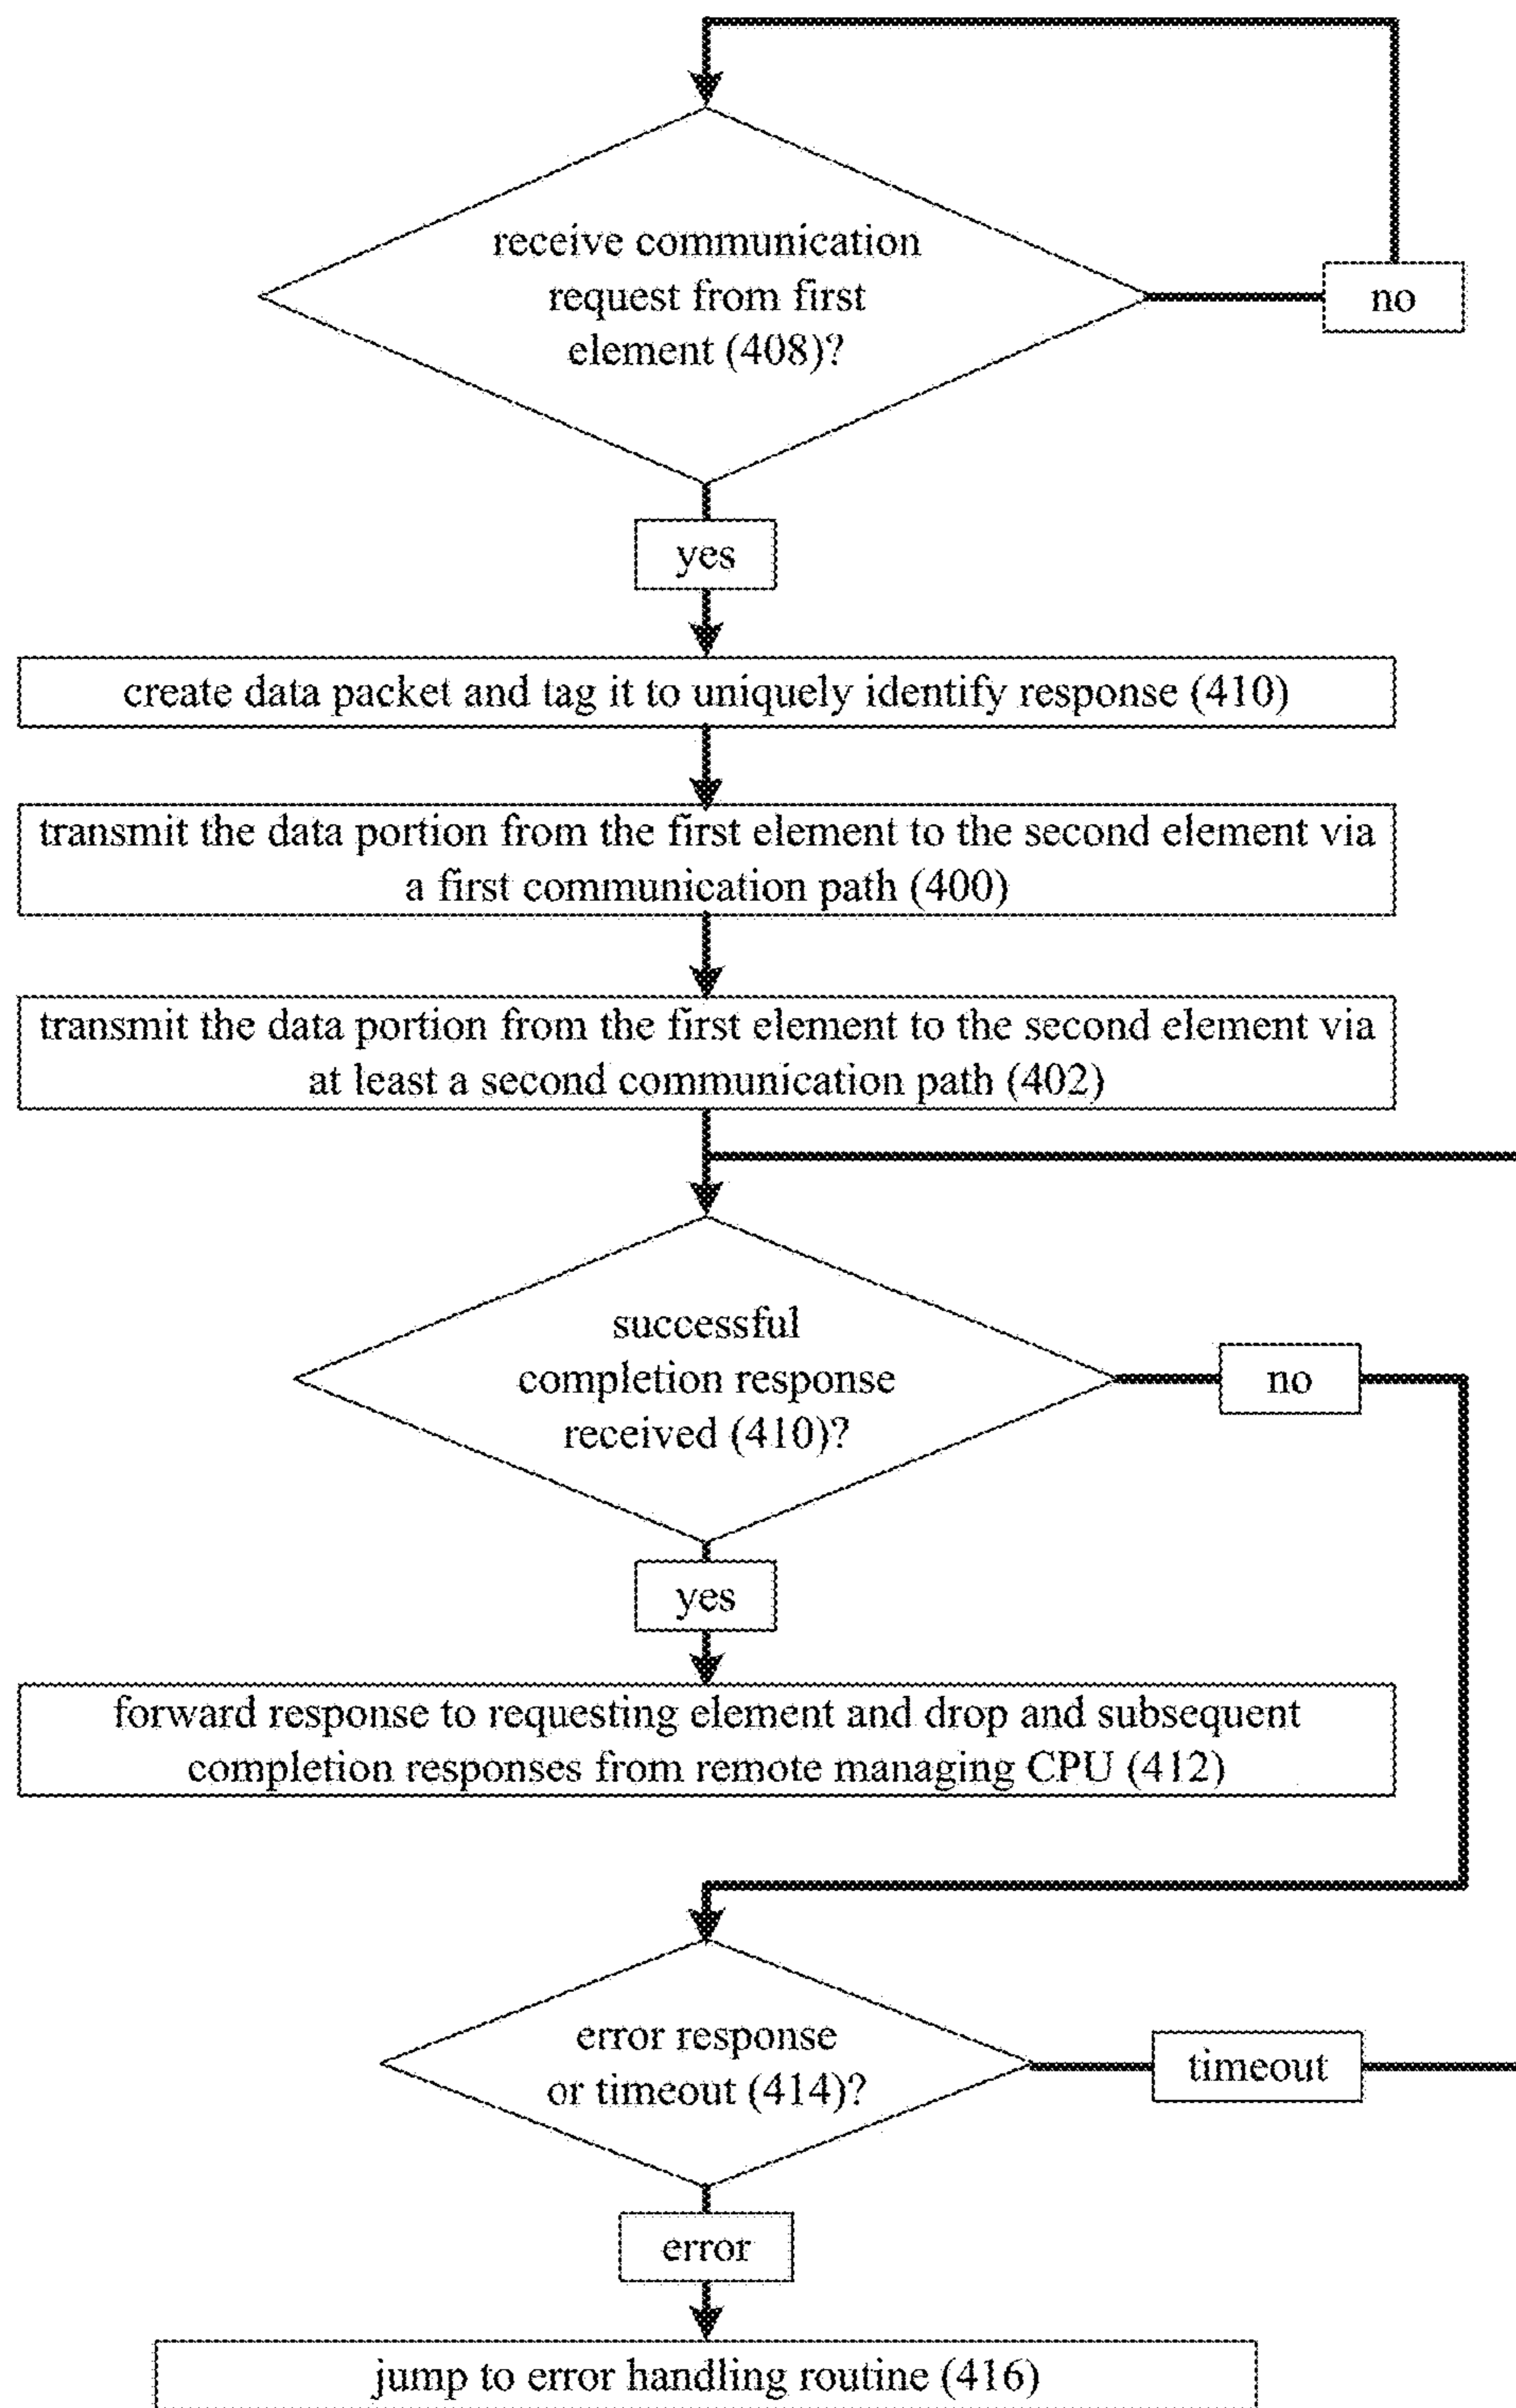 receive communication
request from first
element (408)?
no
yes
create data packet and tag it to uniquely identify response (410)
transmit the data portion from the first element to the second element via
a first communication path (400)
transmit the data portion from the first element to the second element via
at least a second communication path (402)
successful
completion response
received (410)?
no
yes
forward response to requesting element and drop and subsequent
completion responses from remote managing CPU (412)
error response
or timeout (414)?
timeout
error
jump to error handling routine (416)